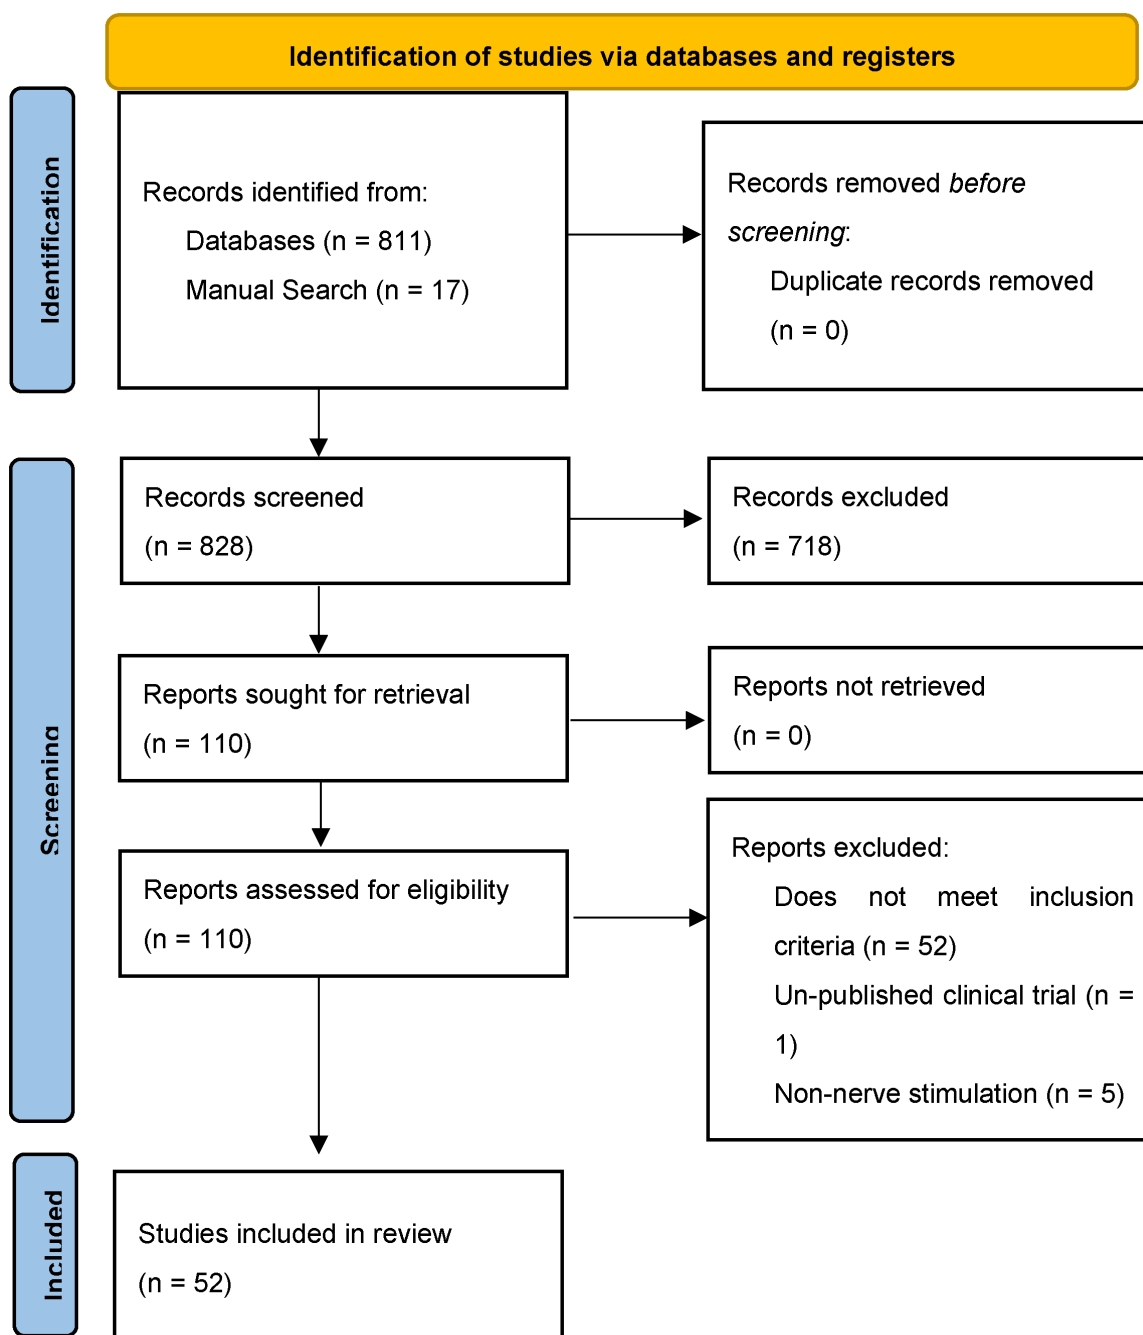 Identification of studies via databases and registers
Identification
Records identified from:
Databases (n = 811)
Manual Search (n = 17)
Records removed before
screening:
Duplicate records removed
(n = 0)
Screening
Records screened
(n = 828)
Records excluded
(n = 718)
Reports sought for retrieval
(n = 110)
Reports not retrieved
(n = 0)
Reports assessed for eligibility
(n = 110)
Reports excluded:
Does not meet inclusion
criteria (n = 52)
Un-published clinical trial (n =
1)
Non-nerve stimulation (n = 5)
Included
Studies included in review
(n = 52)